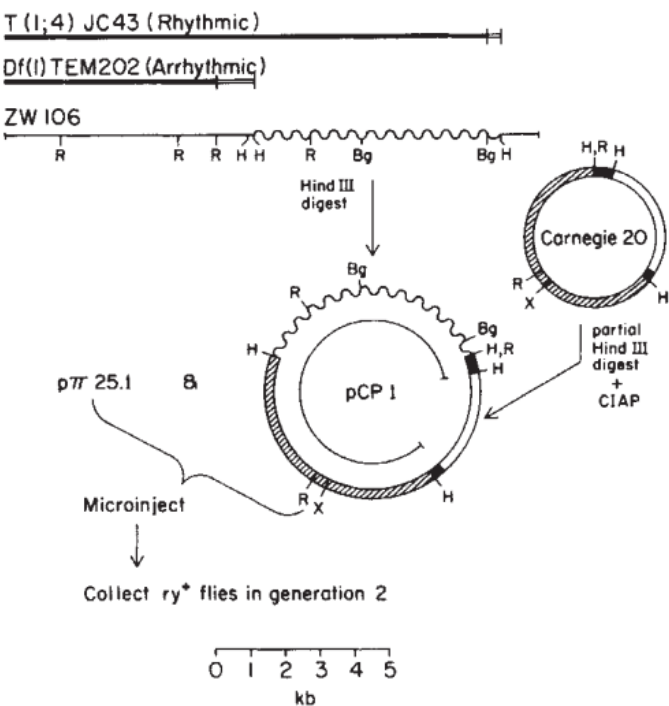 T (1;4) JC43 (Rhythmic)
Df(1) TEM202 (Arrhythmic)
ZW 106
R R R H H R Bg Bg H
Hind III
digest
H,R H
Carnegie 20
R
X
H
partial
Hind III
digest
+
CIAP
Bg
R
Bg
H,R
H
H
pCP 1
pπ 25.1 &
R
X
H
Microinject
Collect ry⁺ flies in generation 2
0 1 2 3 4 5
kb